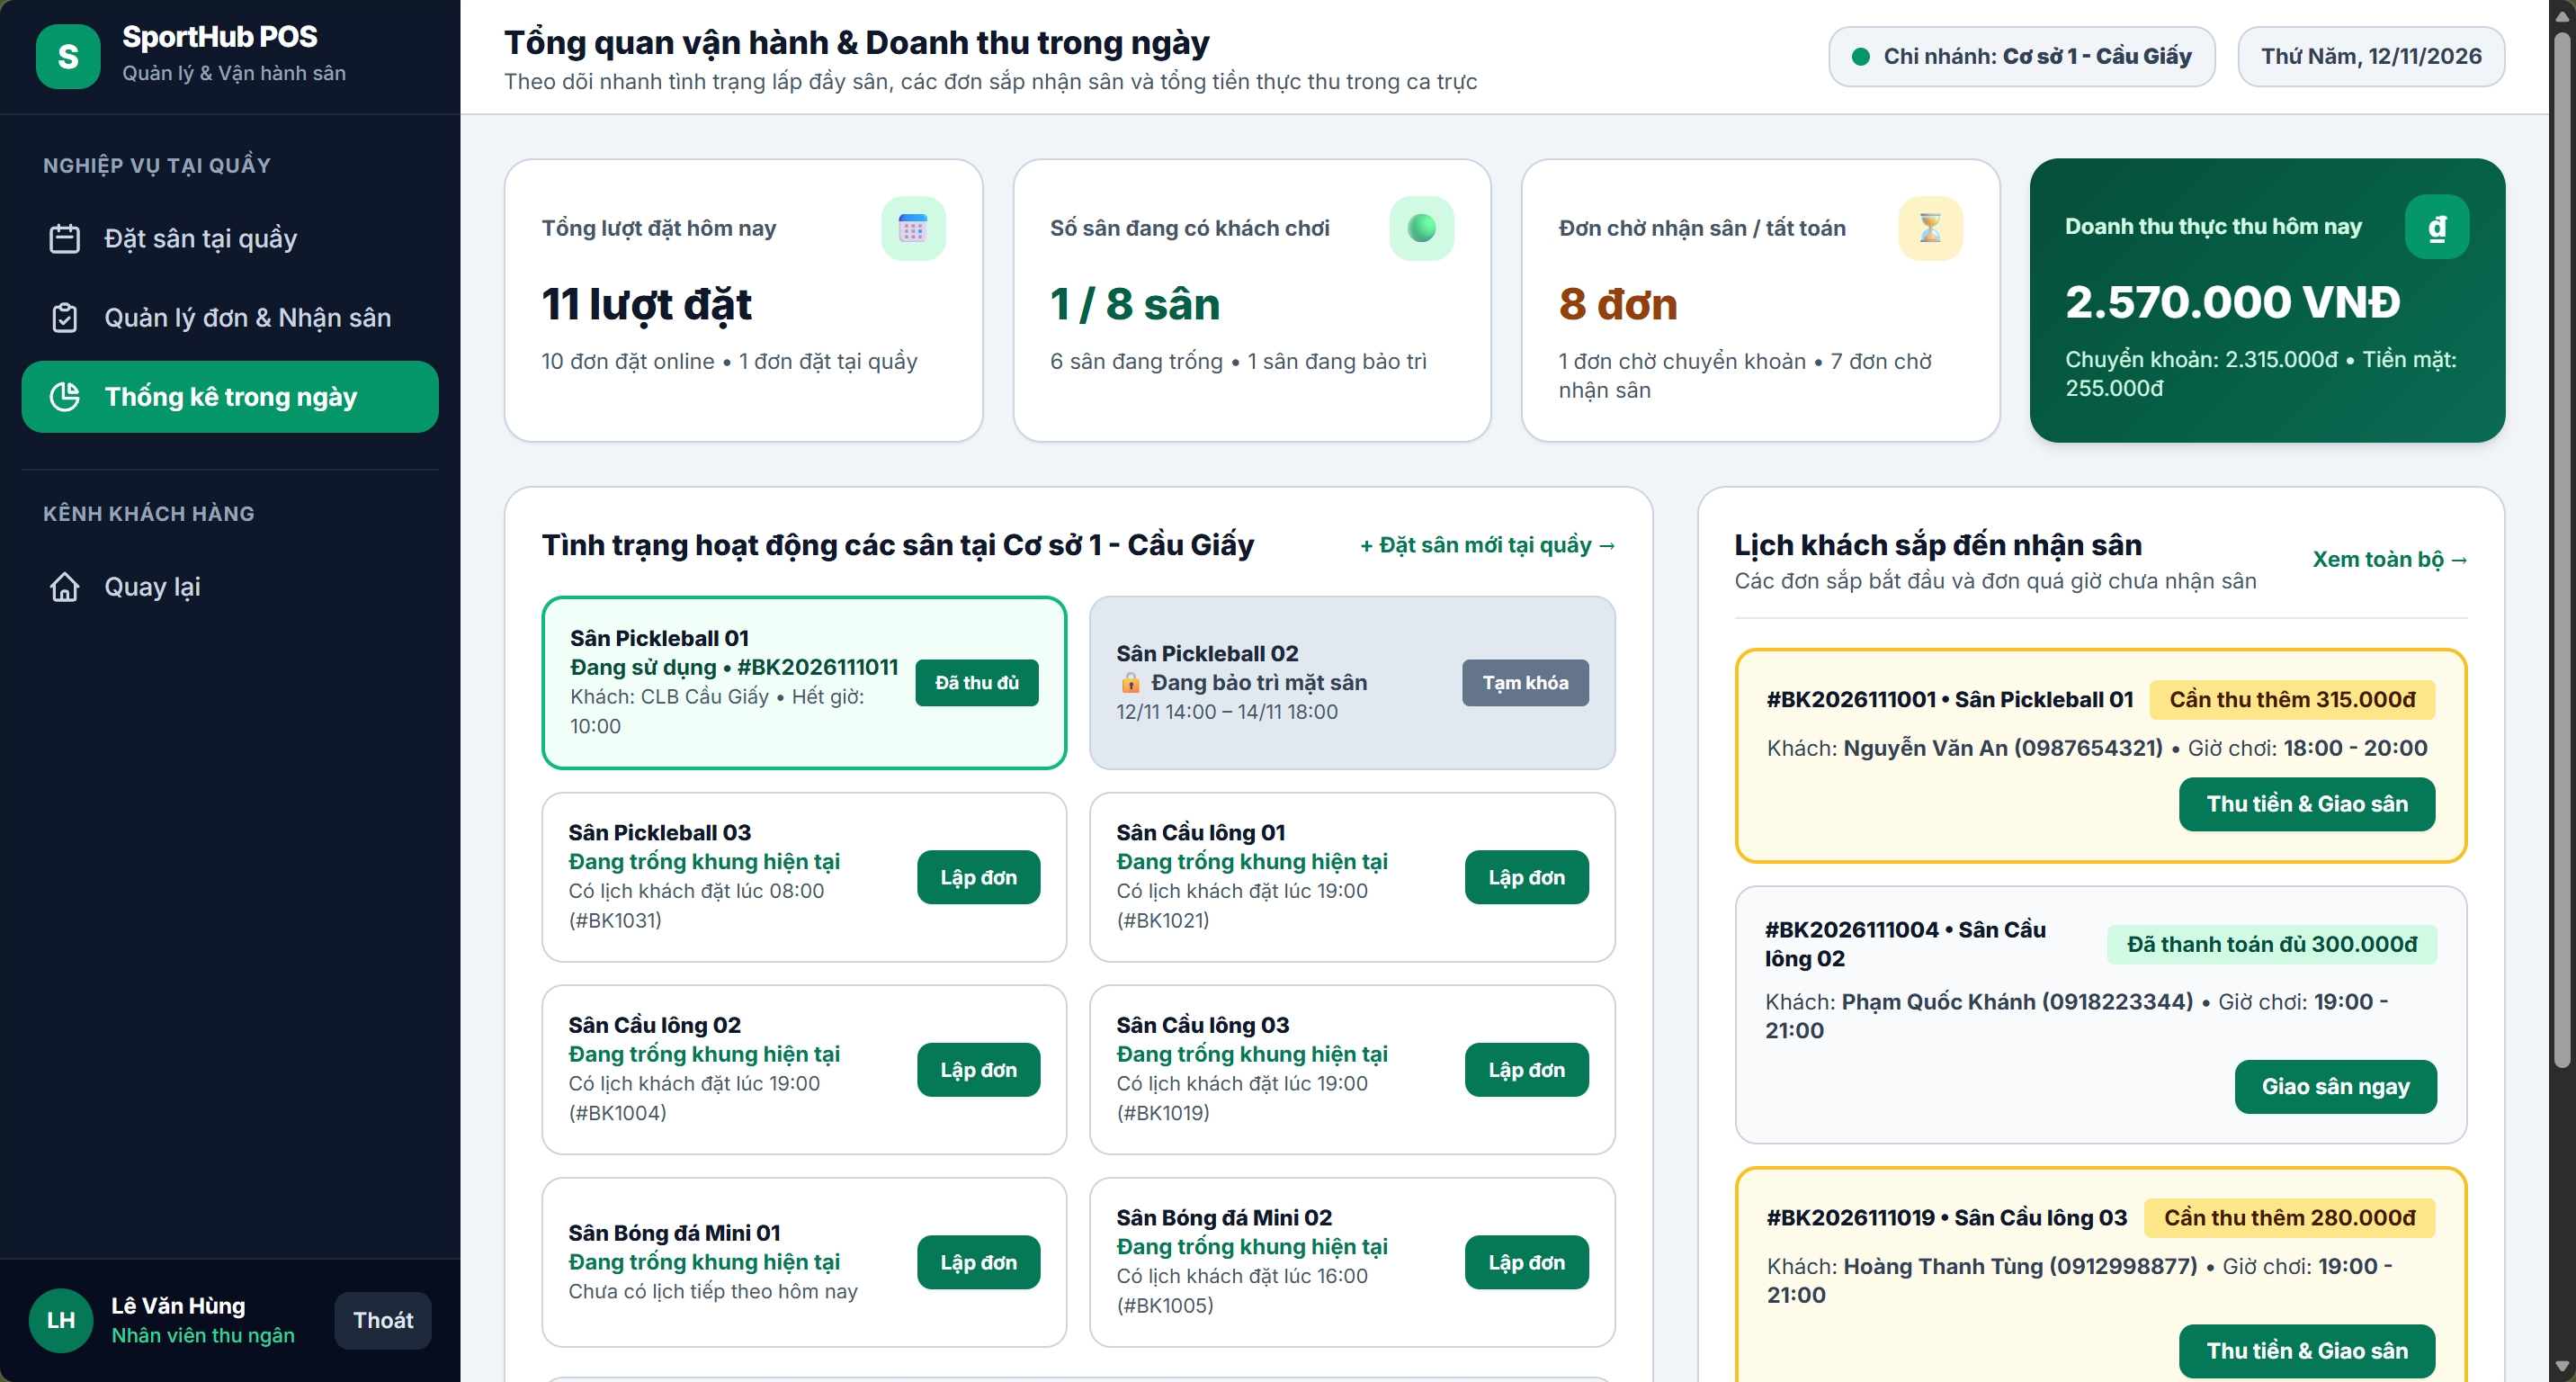 S
SportHub POS
Quản lý & Vận hành sân
NGHIỆP VỤ TẠI QUẦY
Đặt sân tại quầy
Quản lý đơn & Nhận sân
Thống kê trong ngày
KÊNH KHÁCH HÀNG
Quay lại
LH
Lê Văn Hùng
Nhân viên thu ngân
Thoát
Tổng quan vận hành & Doanh thu trong ngày
Theo dõi nhanh tình trạng lấp đầy sân, các đơn sắp nhận sân và tổng tiền thực thu trong ca trực
Chi nhánh: Cơ sở 1 - Cầu Giấy
Thứ Năm, 12/11/2026
Tổng lượt đặt hôm nay
11 lượt đặt
10 đơn đặt online • 1 đơn đặt tại quầy
Số sân đang có khách chơi
1 / 8 sân
6 sân đang trống • 1 sân đang bảo trì
Đơn chờ nhận sân / tất toán
8 đơn
1 đơn chờ chuyển khoản • 7 đơn chờ
nhận sân
Doanh thu thực thu hôm nay
₫
2.570.000 VNĐ
Chuyển khoản: 2.315.000đ • Tiền mặt:
255.000đ
Tình trạng hoạt động các sân tại Cơ sở 1 - Cầu Giấy
+ Đặt sân mới tại quầy →
Sân Pickleball 01
Đang sử dụng • #BK2026111011
Khách: CLB Cầu Giấy • Hết giờ:
10:00
Đã thu đủ
Sân Pickleball 02
🔒 Đang bảo trì mặt sân
12/11 14:00 – 14/11 18:00
Tạm khóa
Sân Pickleball 03
Đang trống khung hiện tại
Có lịch khách đặt lúc 08:00
(#BK1031)
Lập đơn
Sân Cầu lông 01
Đang trống khung hiện tại
Có lịch khách đặt lúc 19:00
(#BK1021)
Lập đơn
Sân Cầu lông 02
Đang trống khung hiện tại
Có lịch khách đặt lúc 19:00
(#BK1004)
Lập đơn
Sân Cầu lông 03
Đang trống khung hiện tại
Có lịch khách đặt lúc 19:00
(#BK1019)
Lập đơn
Sân Bóng đá Mini 01
Đang trống khung hiện tại
Chưa có lịch tiếp theo hôm nay
Lập đơn
Sân Bóng đá Mini 02
Đang trống khung hiện tại
Có lịch khách đặt lúc 16:00
(#BK1005)
Lập đơn
Lịch khách sắp đến nhận sân
Các đơn sắp bắt đầu và đơn quá giờ chưa nhận sân
Xem toàn bộ →
#BK2026111001 • Sân Pickleball 01
Cần thu thêm 315.000đ
Khách: Nguyễn Văn An (0987654321) • Giờ chơi: 18:00 - 20:00
Thu tiền & Giao sân
#BK2026111004 • Sân Cầu
lông 02
Đã thanh toán đủ 300.000đ
Khách: Phạm Quốc Khánh (0918223344) • Giờ chơi: 19:00 -
21:00
Giao sân ngay
#BK2026111019 • Sân Cầu lông 03
Cần thu thêm 280.000đ
Khách: Hoàng Thanh Tùng (0912998877) • Giờ chơi: 19:00 -
21:00
Thu tiền & Giao sân